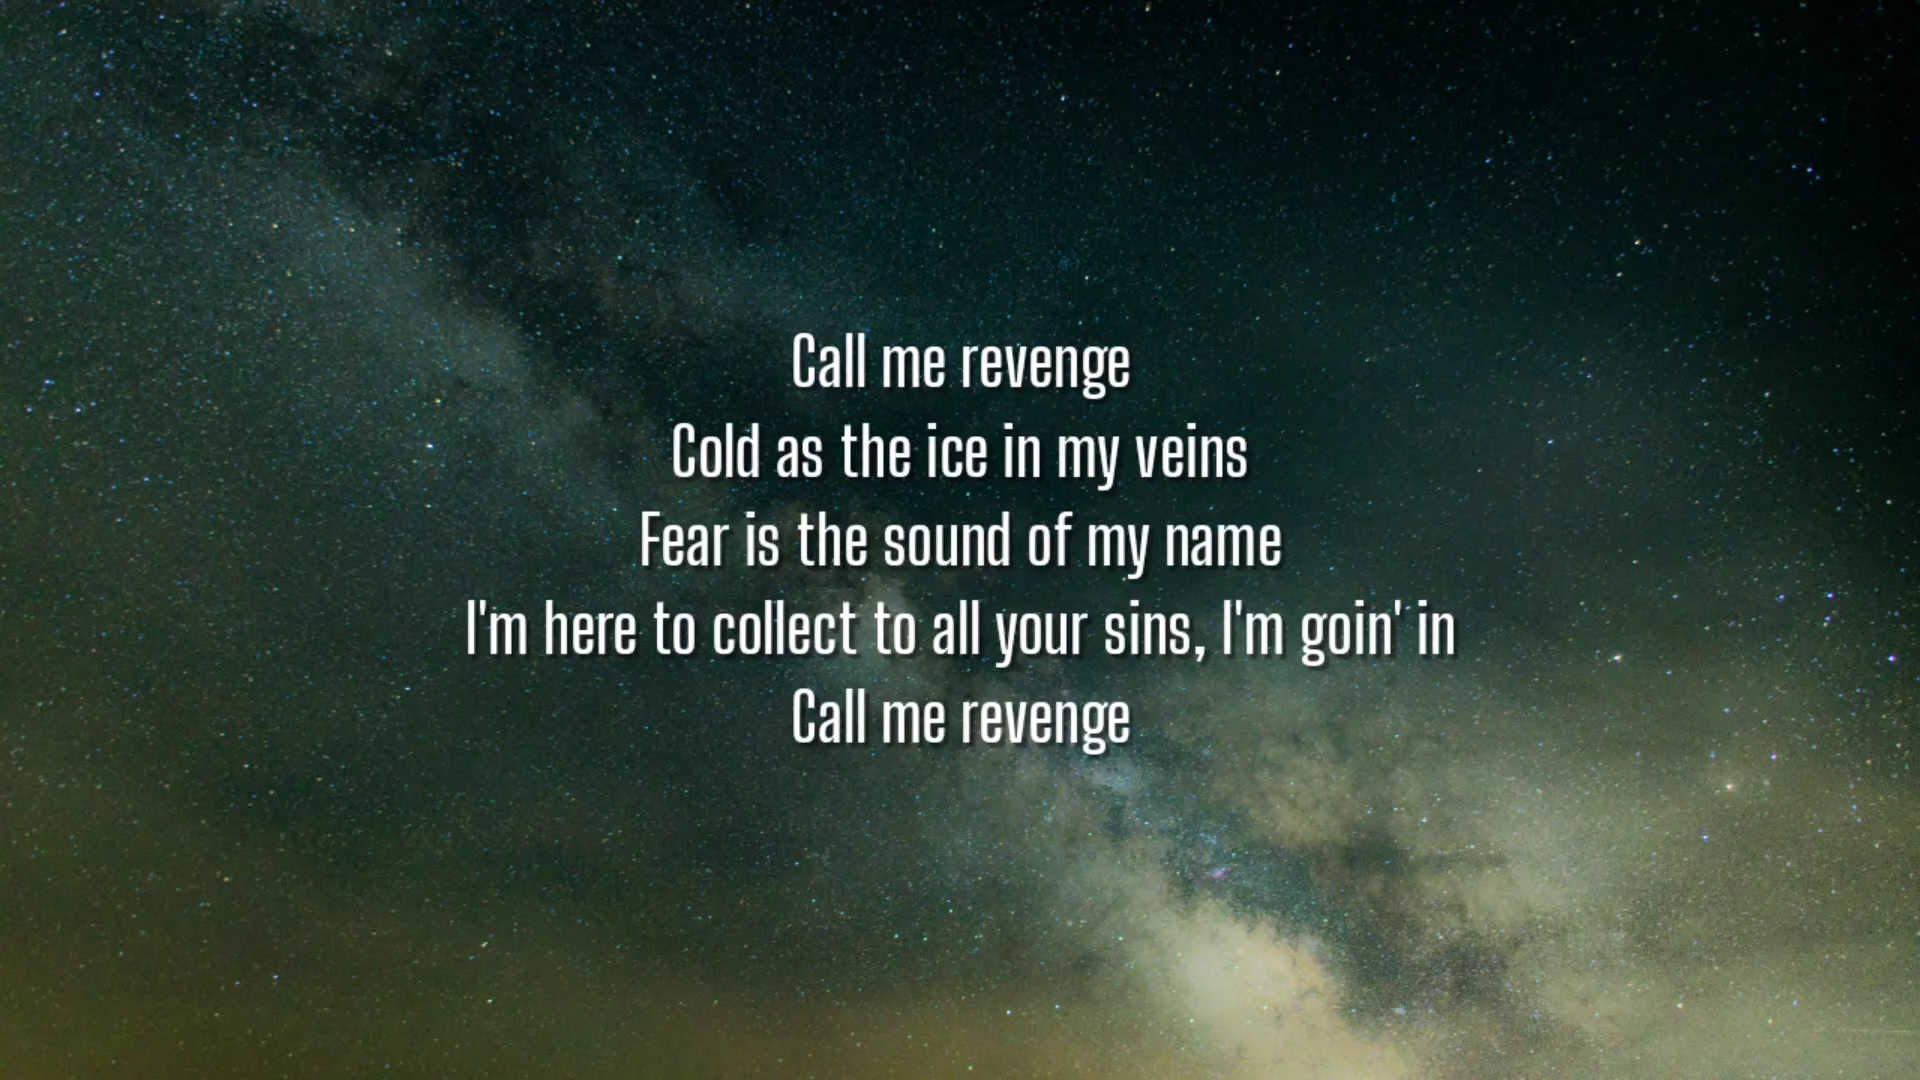 Call me revenge
Cold as the ice in my veins
Fear is the sound of my name
I'm here to collect to all your sins, I'm goin' in
Call me revenge